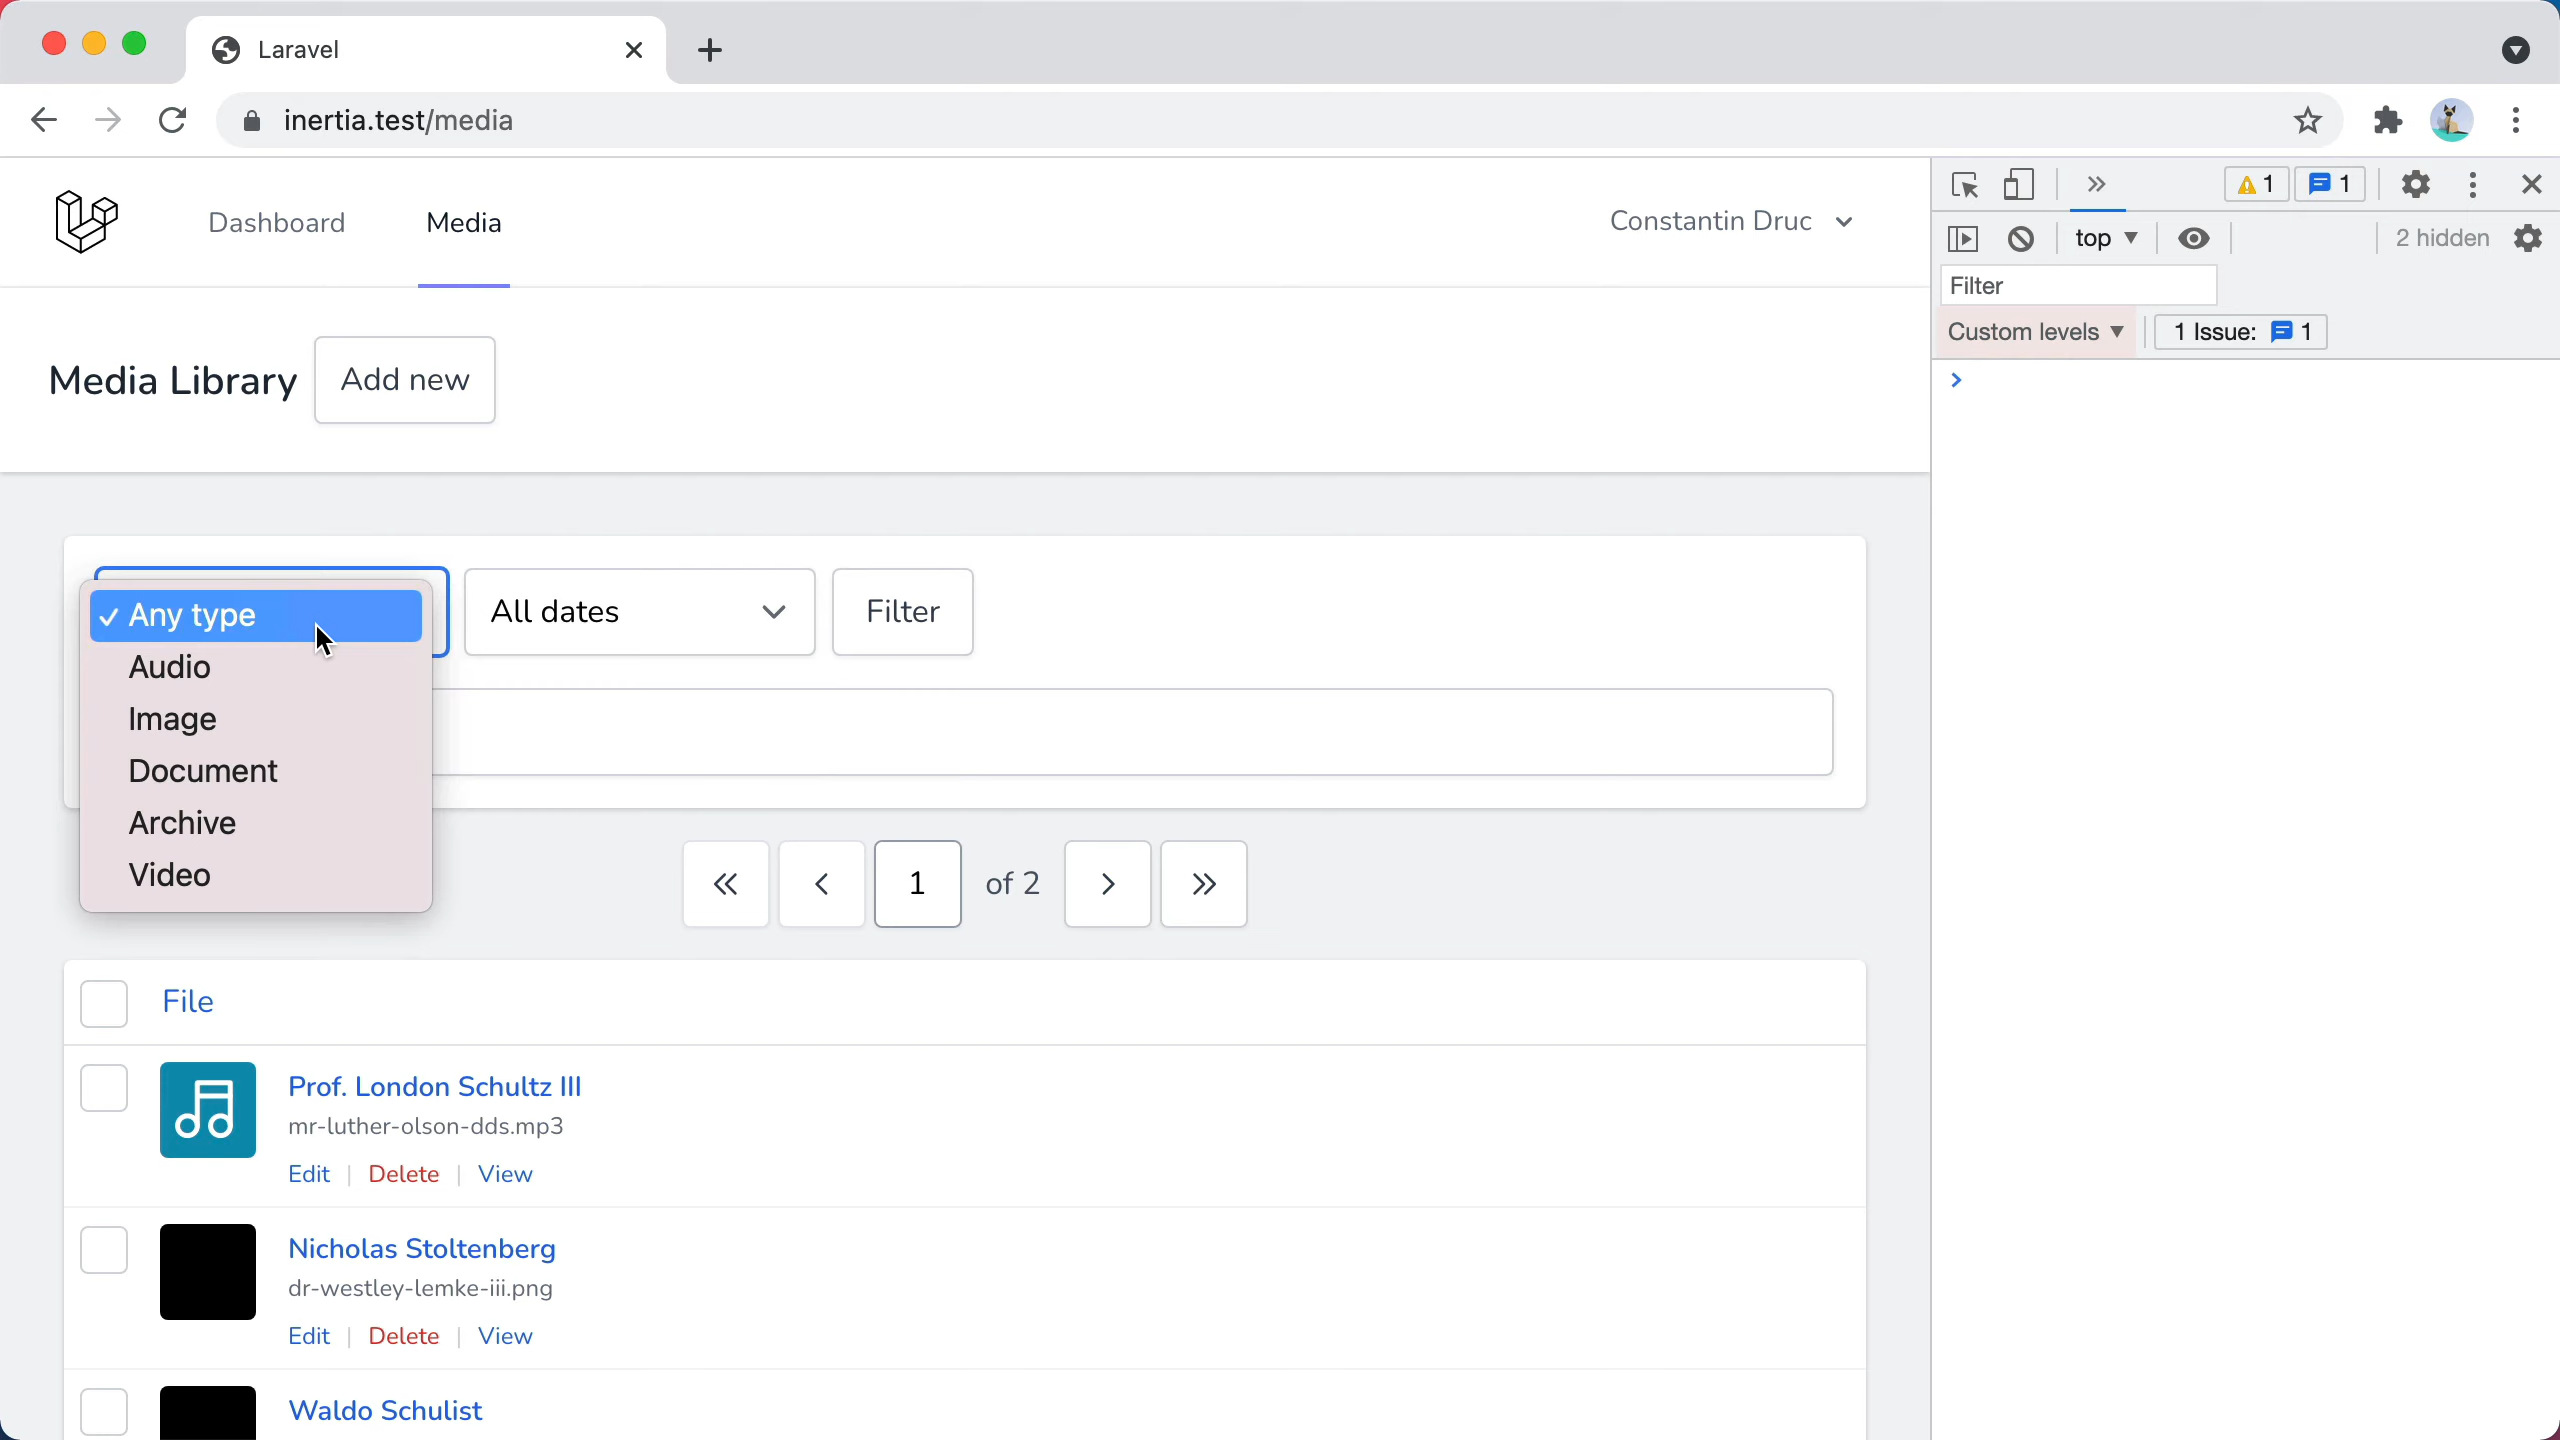 Laravel
inertia.test/media
Dashboard Media Constantin Druc
1 1
top 2 hidden
Filter
Custom levels 1 Issue: 1
Media Library Add new
All dates Filter
✓ Any type
Audio
Image
Document
Archive
Video
« ‹ 1 of 2 › »
File
Prof. London Schultz III
mr-luther-olson-dds.mp3
Edit | Delete | View
Nicholas Stoltenberg
dr-westley-lemke-iii.png
Edit | Delete | View
Waldo Schulist